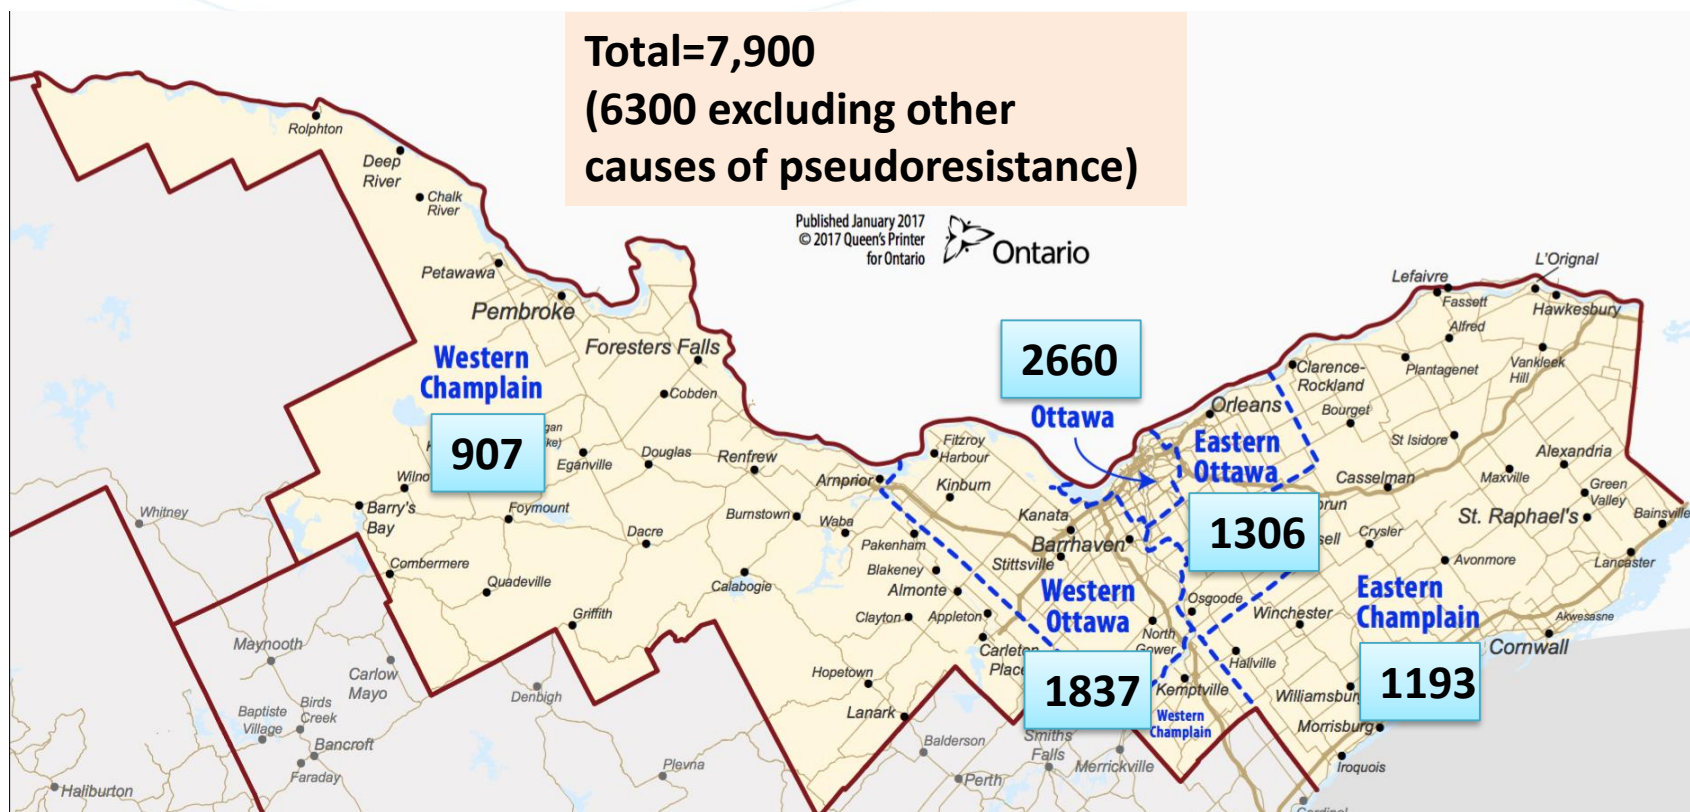 Total=7,900
(6300 excluding other
causes of pseudoresistance)
Published January 2017
© 2017 Queen's Printer
for Ontario
Ontario
Rolphton
Deep
River
Chalk
River
Petawawa
Pembroke
Foresters Falls
Western
Champlain
907
Cobden
Eganville
Douglas
Renfrew
Wilno
Barry's
Bay
Foymount
Dacre
Burnstown
Waba
Arnprior
Combermere
Quadeville
Griffith
Calabogie
Whitney
Maynooth
Carlow
Mayo
Birds
Creek
Baptiste
Village
Bancroft
Faraday
Haliburton
Denbigh
Plevna
Hopetown
Lanark
Clayton
Appleton
Almonte
Blakeney
Pakenham
Fitzroy
Harbour
Kinburn
Kanata
Stittsville
Barrhaven
2660
Ottawa
Orleans
Eastern
Ottawa
1306
Western
Ottawa
1837
Carleton
Place
North
Gower
Osgoode
Kemptville
Western
Champlain
Balderson
Perth
Smiths
Falls
Merrickville
Lefaivre
L'Orignal
Fassett
Hawkesbury
Alfred
Vankleek
Hill
Plantagenet
Clarence-
Rockland
Bourget
St Isidore
Casselman
Maxville
Alexandria
Green
Valley
St. Raphael's
Bainsville
Lancaster
Crysler
Avonmore
Winchester
Hallville
Eastern
Champlain
1193
Akwesasne
Cornwall
Williamsburg
Morrisburg
Iroquois
Cardinal